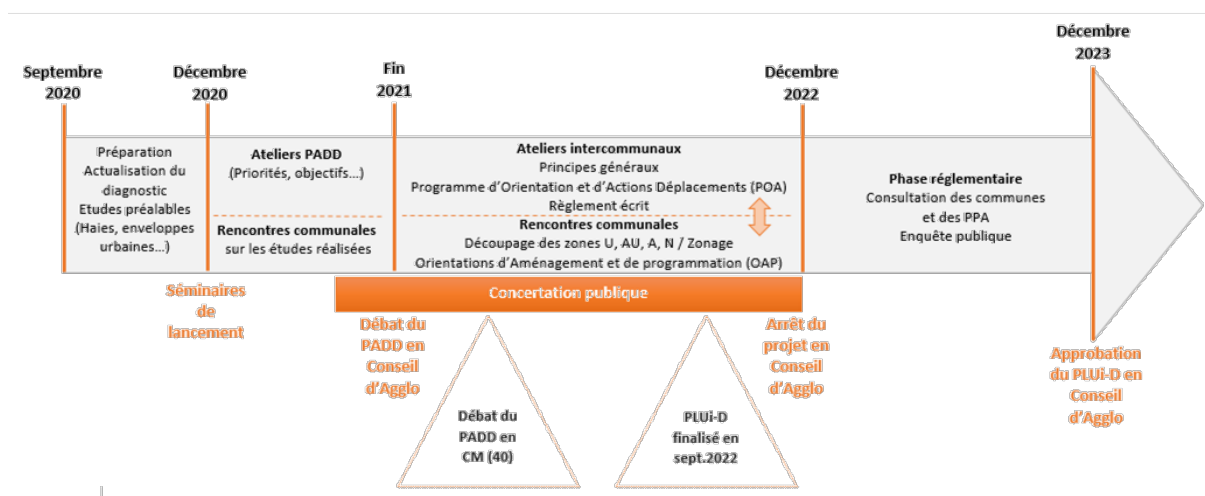 Septembre
2020
Décembre
2020
Fin
2021
Décembre
2022
Décembre
2023
Préparation
Actualisation du
diagnostic
Etudes préalables
(Haies, enveloppes
urbaines...)
Ateliers PADD
(Priorités, objectifs...)
Rencontres communales
sur les études réalisées
Ateliers intercommunaux
Principes généraux
Programme d'Orientation et d'Actions Déplacements (POA)
Règlement écrit
Rencontres communales
Découpage des zones U, AU, A, N / Zonage
Orientations d'Aménagement et de programmation (OAP)
Phase réglementaire
Consultation des communes
et des PPA
Enquête publique
Concertation publique
Séminaires
de
lancement
Débat du
PADD en
Conseil
d'Agglo
Débat du
PADD en
CM (40)
PLUi-D
finalisé en
sept.2022
Arrêt du
projet en
Conseil
d'Agglo
Approbation
du PLUi-D en
Conseil
d'Agglo